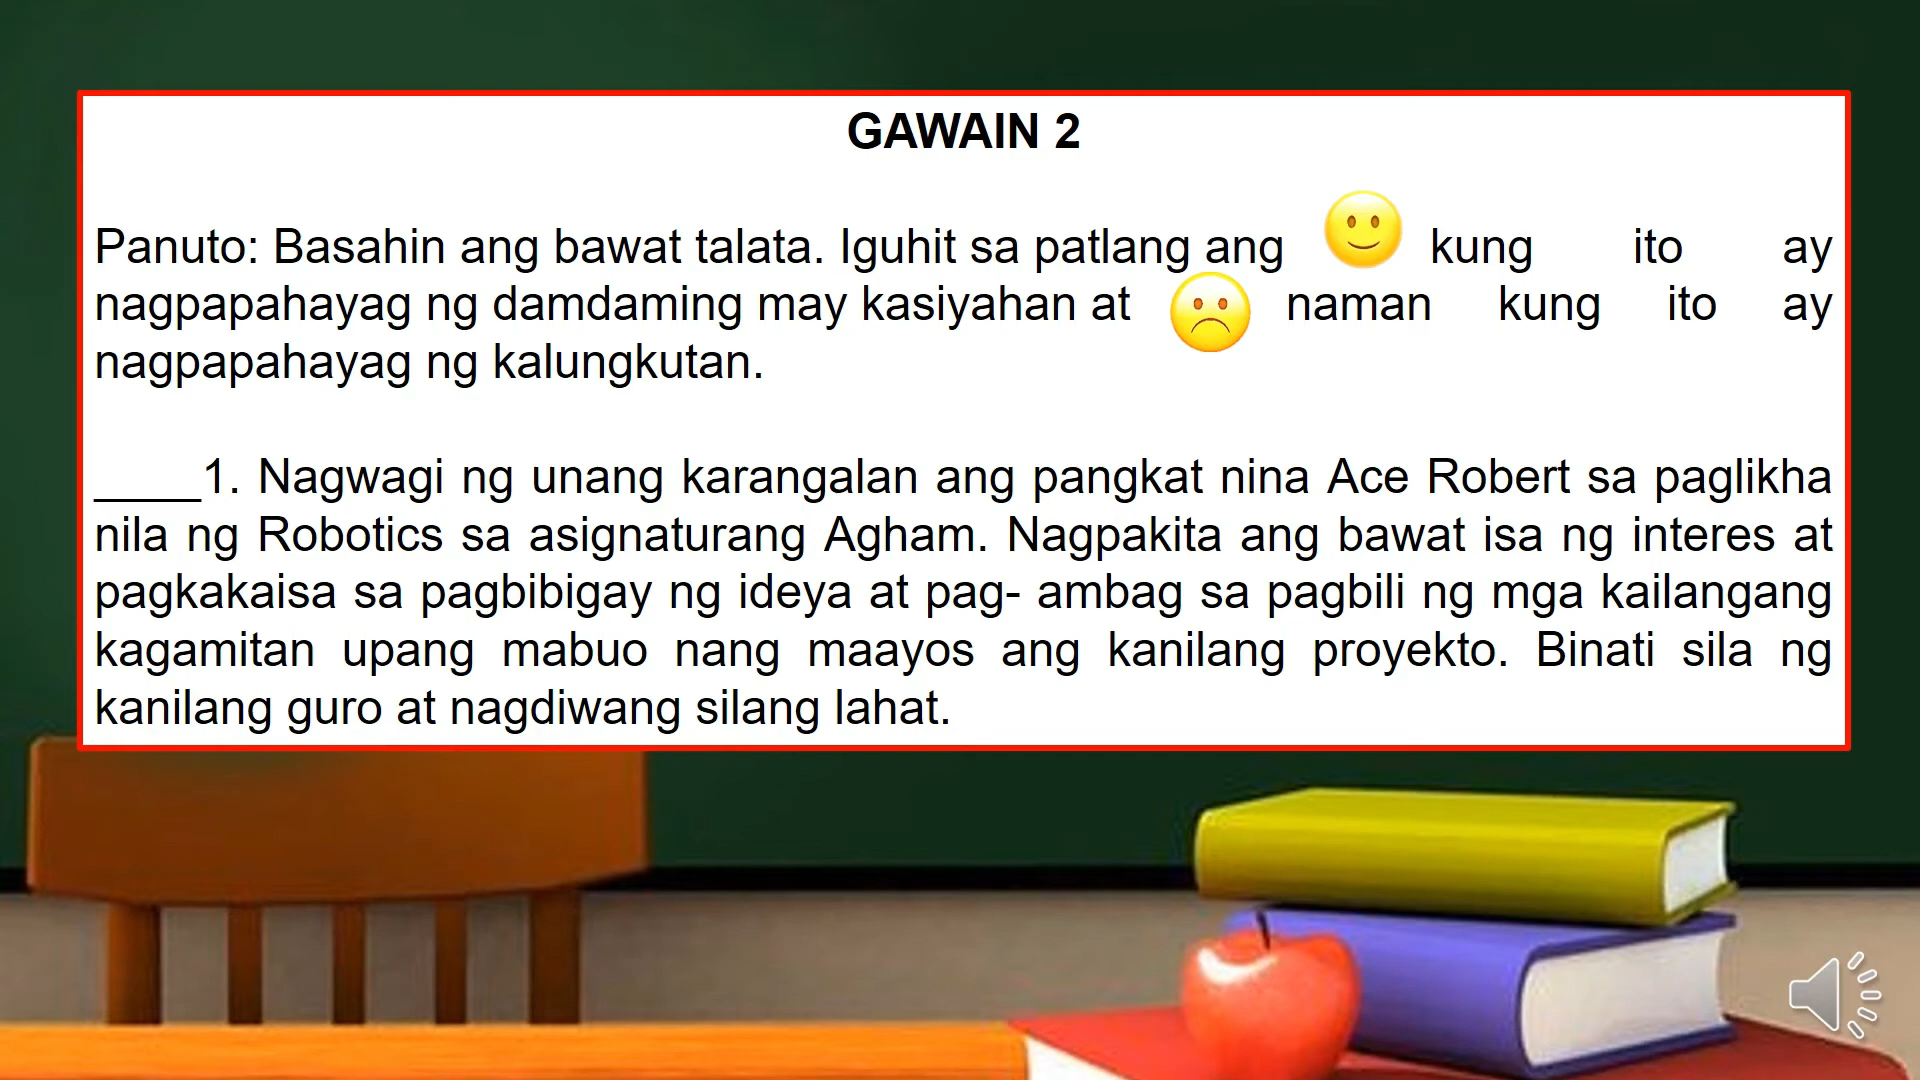 GAWAIN 2
Panuto: Basahin ang bawat talata. Iguhit sa patlang ang kung ito ay
nagpapahayag ng damdaming may kasiyahan at naman kung ito ay
nagpapahayag ng kalungkutan.
____1. Nagwagi ng unang karangalan ang pangkat nina Ace Robert sa paglikha
nila ng Robotics sa asignaturang Agham. Nagpakita ang bawat isa ng interes at
pagkakaisa sa pagbibigay ng ideya at pag- ambag sa pagbili ng mga kailangang
kagamitan upang mabuo nang maayos ang kanilang proyekto. Binati sila ng
kanilang guro at nagdiwang silang lahat.